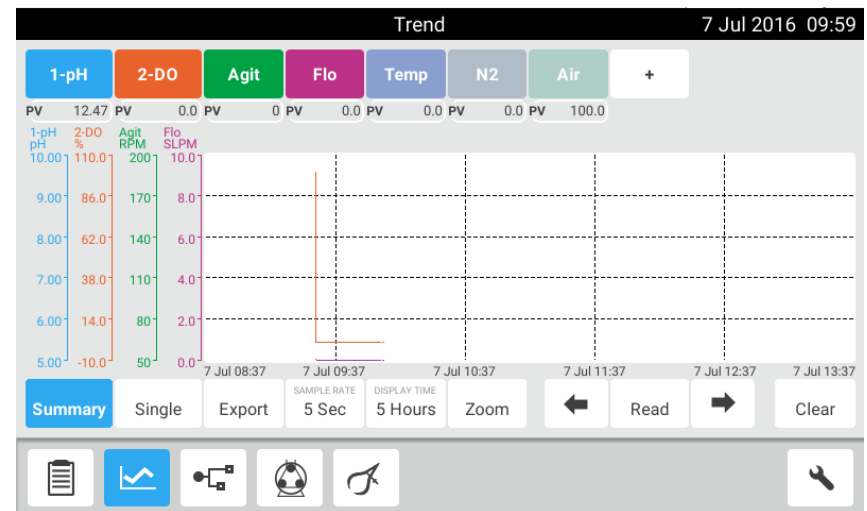 Trend 7 Jul 2016 09:59
1-pH 2-DO Agit Flo Temp N2 Air +
PV 12.47 PV 0.0 PV 0 PV 0.0 PV 0.0 PV 0.0 PV 100.0
1-pH 2-DO Agit Flo
pH % RPM SLPM
10.00 110.0 200 10.0
9.00 86.0 170 8.0
8.00 62.0 140 6.0
7.00 38.0 110 4.0
6.00 14.0 80 2.0
5.00 -10.0 50 0.0
7 Jul 08:37 7 Jul 09:37 7 Jul 10:37 7 Jul 11:37 7 Jul 12:37 7 Jul 13:37
SAMPLE RATE DISPLAY TIME
Summary Single Export 5 Sec 5 Hours Zoom Read Clear